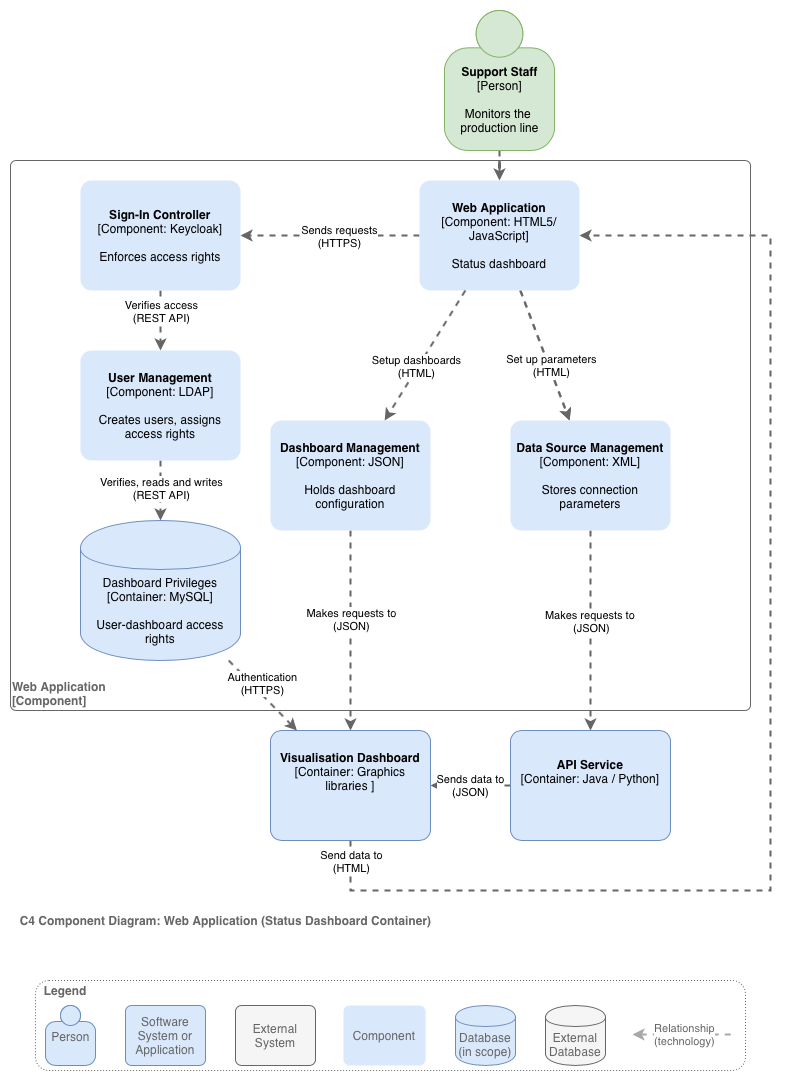 Support Staff
[Person]
Monitors the
production line
Sign-In Controller
[Component: Keycloak]
Enforces access rights
Sends requests
(HTTPS)
Web Application
[Component: HTML5/
JavaScript]
Status dashboard
Verifies access
(REST API)
Setup dashboards
(HTML)
Set up parameters
(HTML)
User Management
[Component: LDAP]
Creates users, assigns
access rights
Dashboard Management
[Component: JSON]
Holds dashboard
configuration
Data Source Management
[Component: XML]
Stores connection
parameters
Verifies, reads and writes
(REST API)
Dashboard Privileges
[Container: MySQL]
User-dashboard access
rights
Makes requests to
(JSON)
Makes requests to
(JSON)
Authentication
(HTTPS)
Web Application
[Component]
Visualisation Dashboard
[Container: Graphics
libraries ]
Sends data to
(JSON)
API Service
[Container: Java / Python]
Send data to
(HTML)
C4 Component Diagram: Web Application (Status Dashboard Container)
Legend
Person
Software
System or
Application
External
System
Component
Database
(in scope)
External
Database
Relationship
(technology)